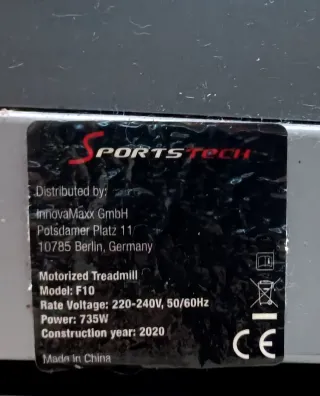 SPORTSTECH
Distributed by:
InnovaMaxx GmbH
Potsdamer Platz 11
10785 Berlin, Germany
Motorized Treadmill
Model: F10
Rate Voltage: 220-240V, 50/60Hz
Power: 735W
Construction year: 2020
Made in China
CE